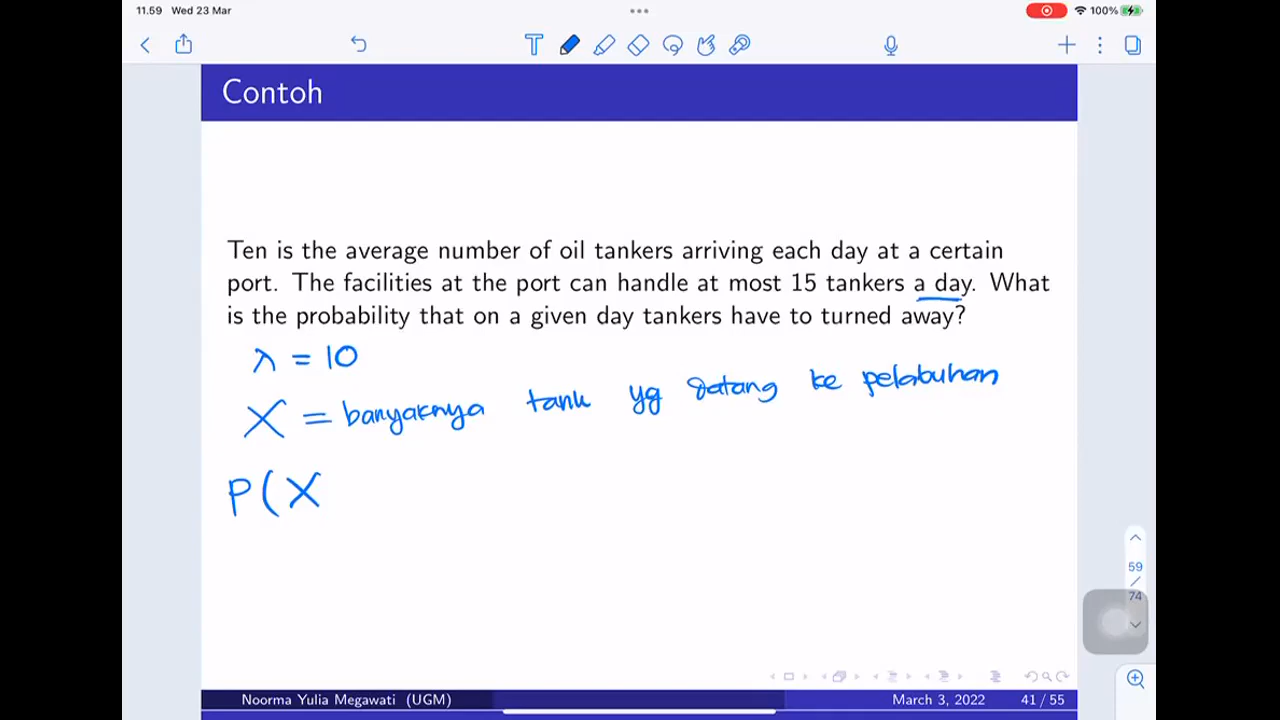 11.59 Wed 23 Mar
100%
Contoh
Ten is the average number of oil tankers arriving each day at a certain
port. The facilities at the port can handle at most 15 tankers a day. What
is the probability that on a given day tankers have to turned away?
λ = 10
X = banyaknya tank yg datang ke pelabuhan
P(X
59
/
74
Noorma Yulia Megawati (UGM)
March 3, 2022
41 / 55